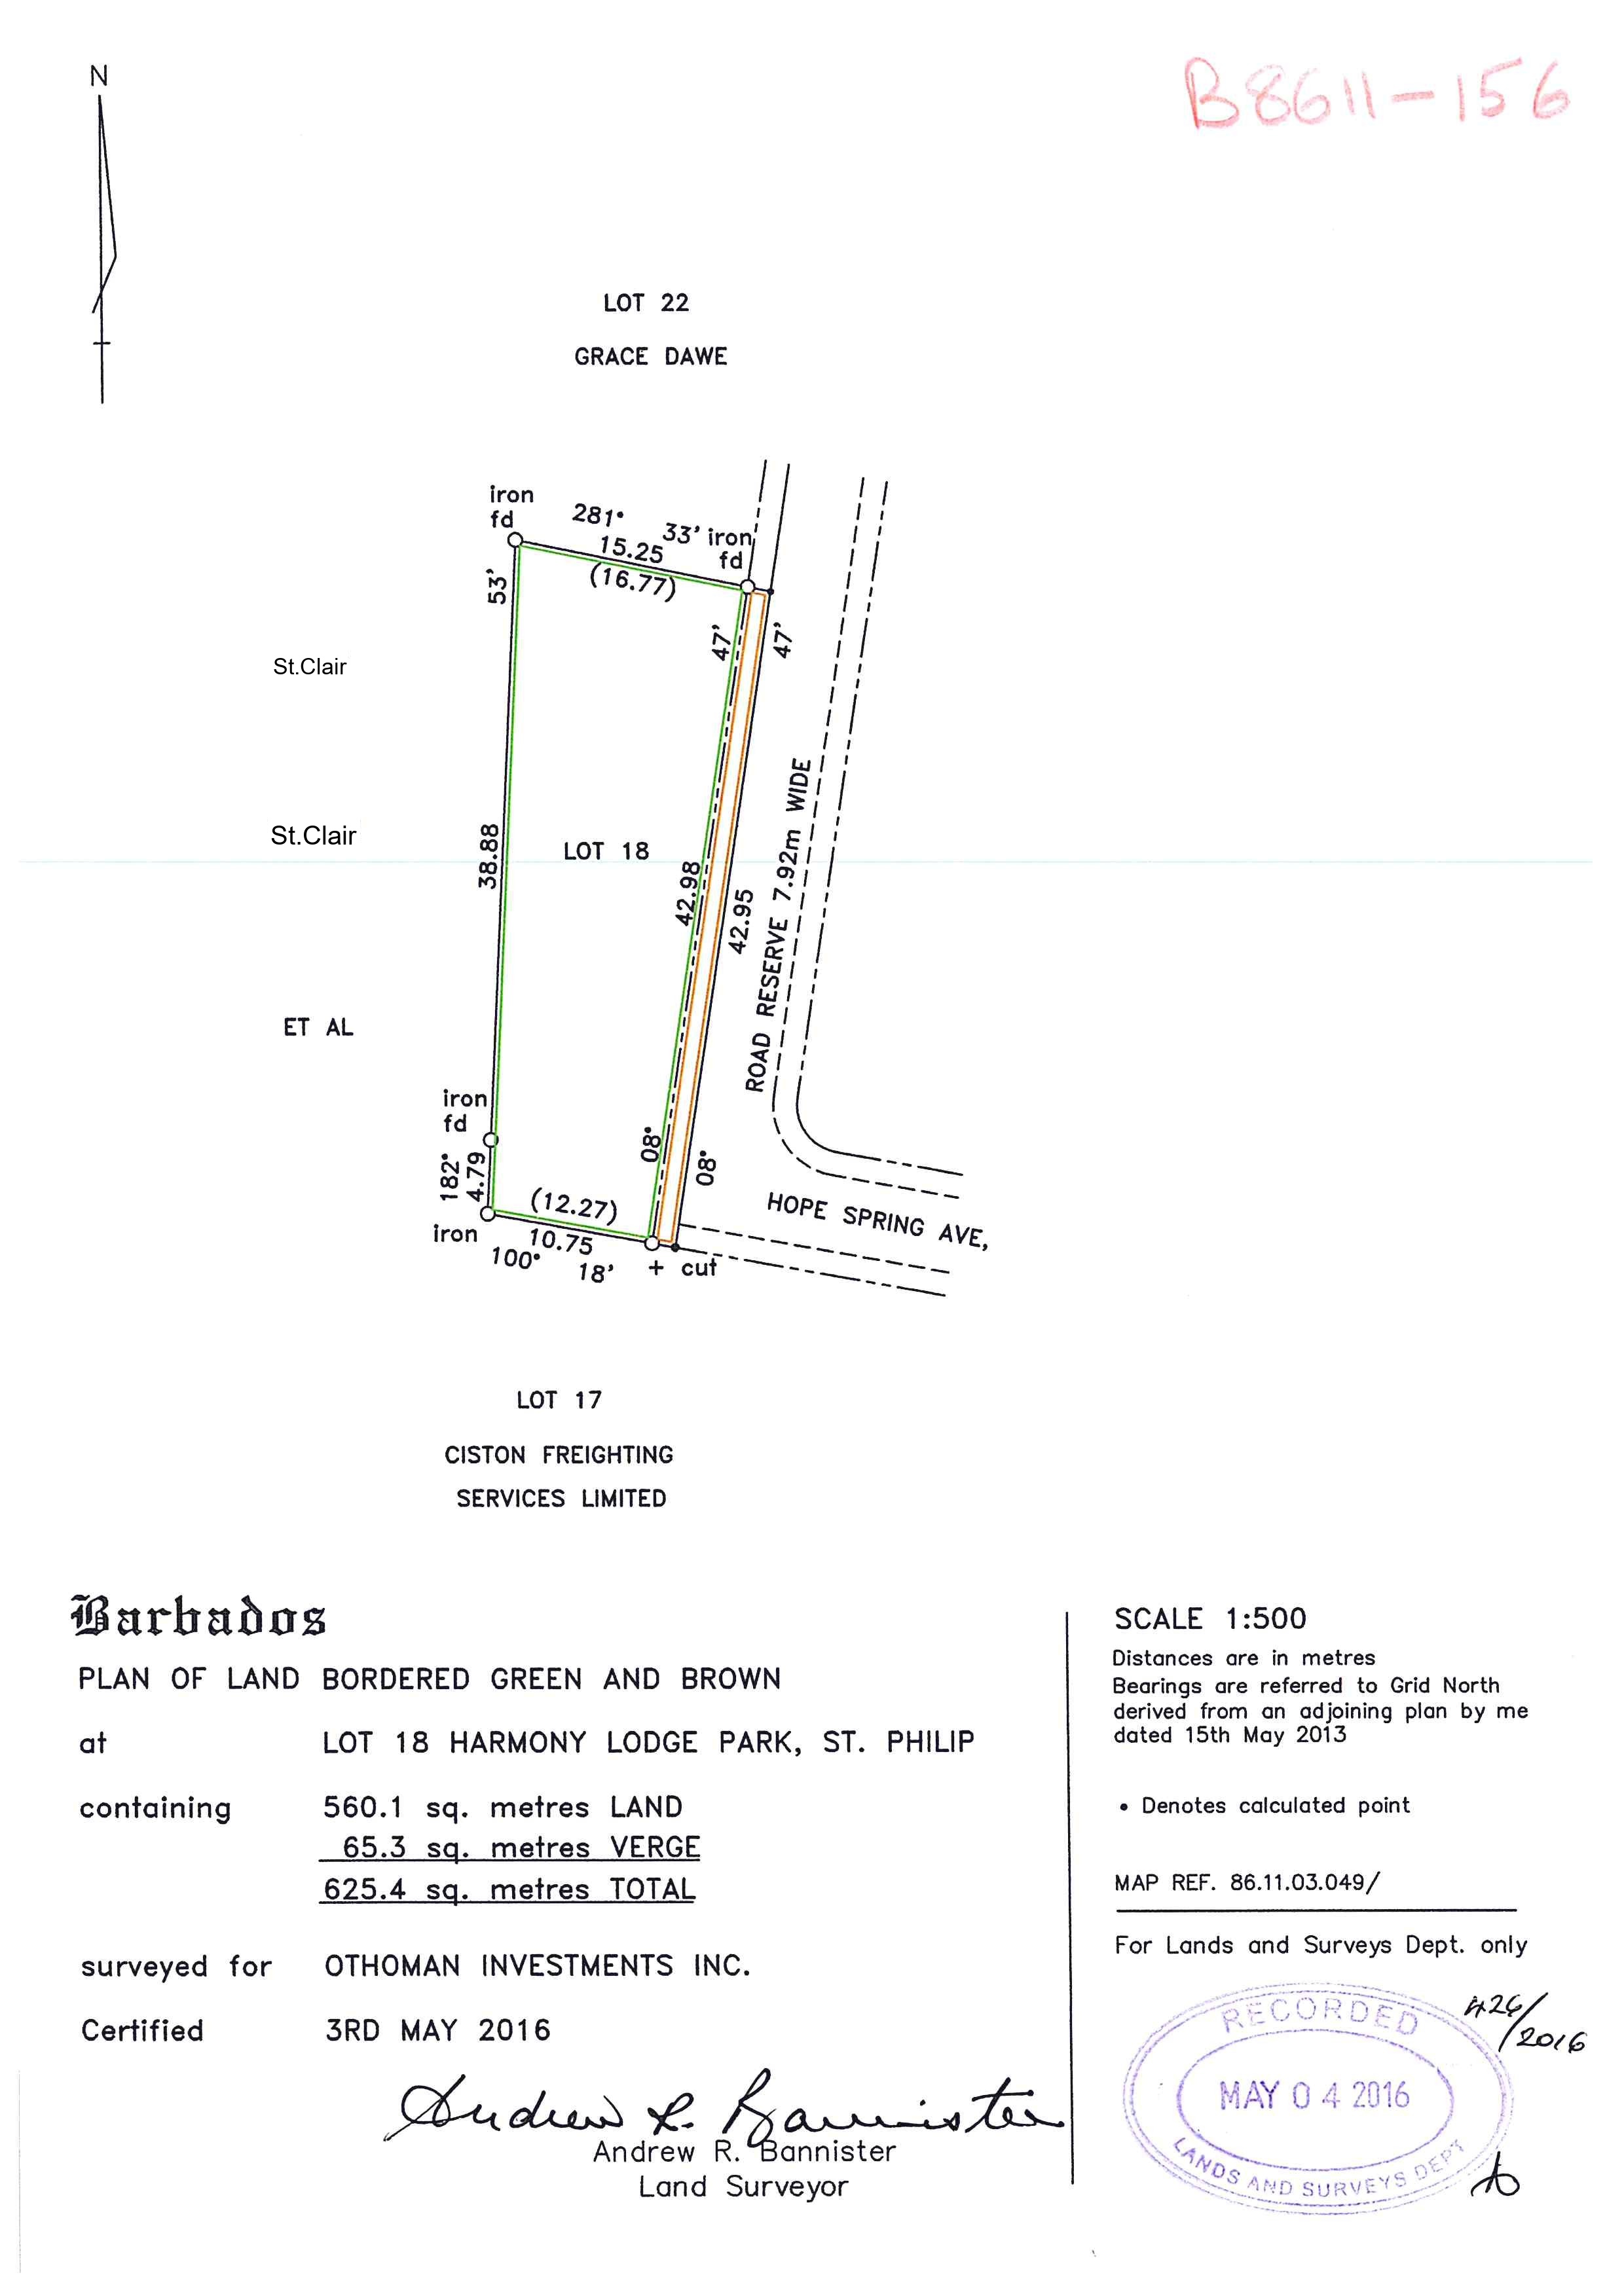 N
B8611-156
LOT 22
GRACE DAWE
iron
fd
281°
33' iron
fd
15.25
(16.77)
53'
47'
47'
St.Clair
St.Clair
38.88
LOT 18
42.98
42.95
ROAD RESERVE 7.92m WIDE
ET AL
iron
fd
182°
4.79
08°
08°
(12.27)
iron
10.75
100°
18'
+ cut
HOPE SPRING AVE,
LOT 17
CISTON FREIGHTING
SERVICES LIMITED
Barbados
PLAN OF LAND BORDERED GREEN AND BROWN
at LOT 18 HARMONY LODGE PARK, ST. PHILIP
containing 560.1 sq. metres LAND
65.3 sq. metres VERGE
625.4 sq. metres TOTAL
surveyed for OTHOMAN INVESTMENTS INC.
Certified 3RD MAY 2016
Andrew R. Bannister
Andrew R. Bannister
Land Surveyor
SCALE 1:500
Distances are in metres
Bearings are referred to Grid North
derived from an adjoining plan by me
dated 15th May 2013
• Denotes calculated point
MAP REF. 86.11.03.049/
For Lands and Surveys Dept. only
RECORDED
426/2016
MAY 04 2016
LANDS AND SURVEYS DEPT